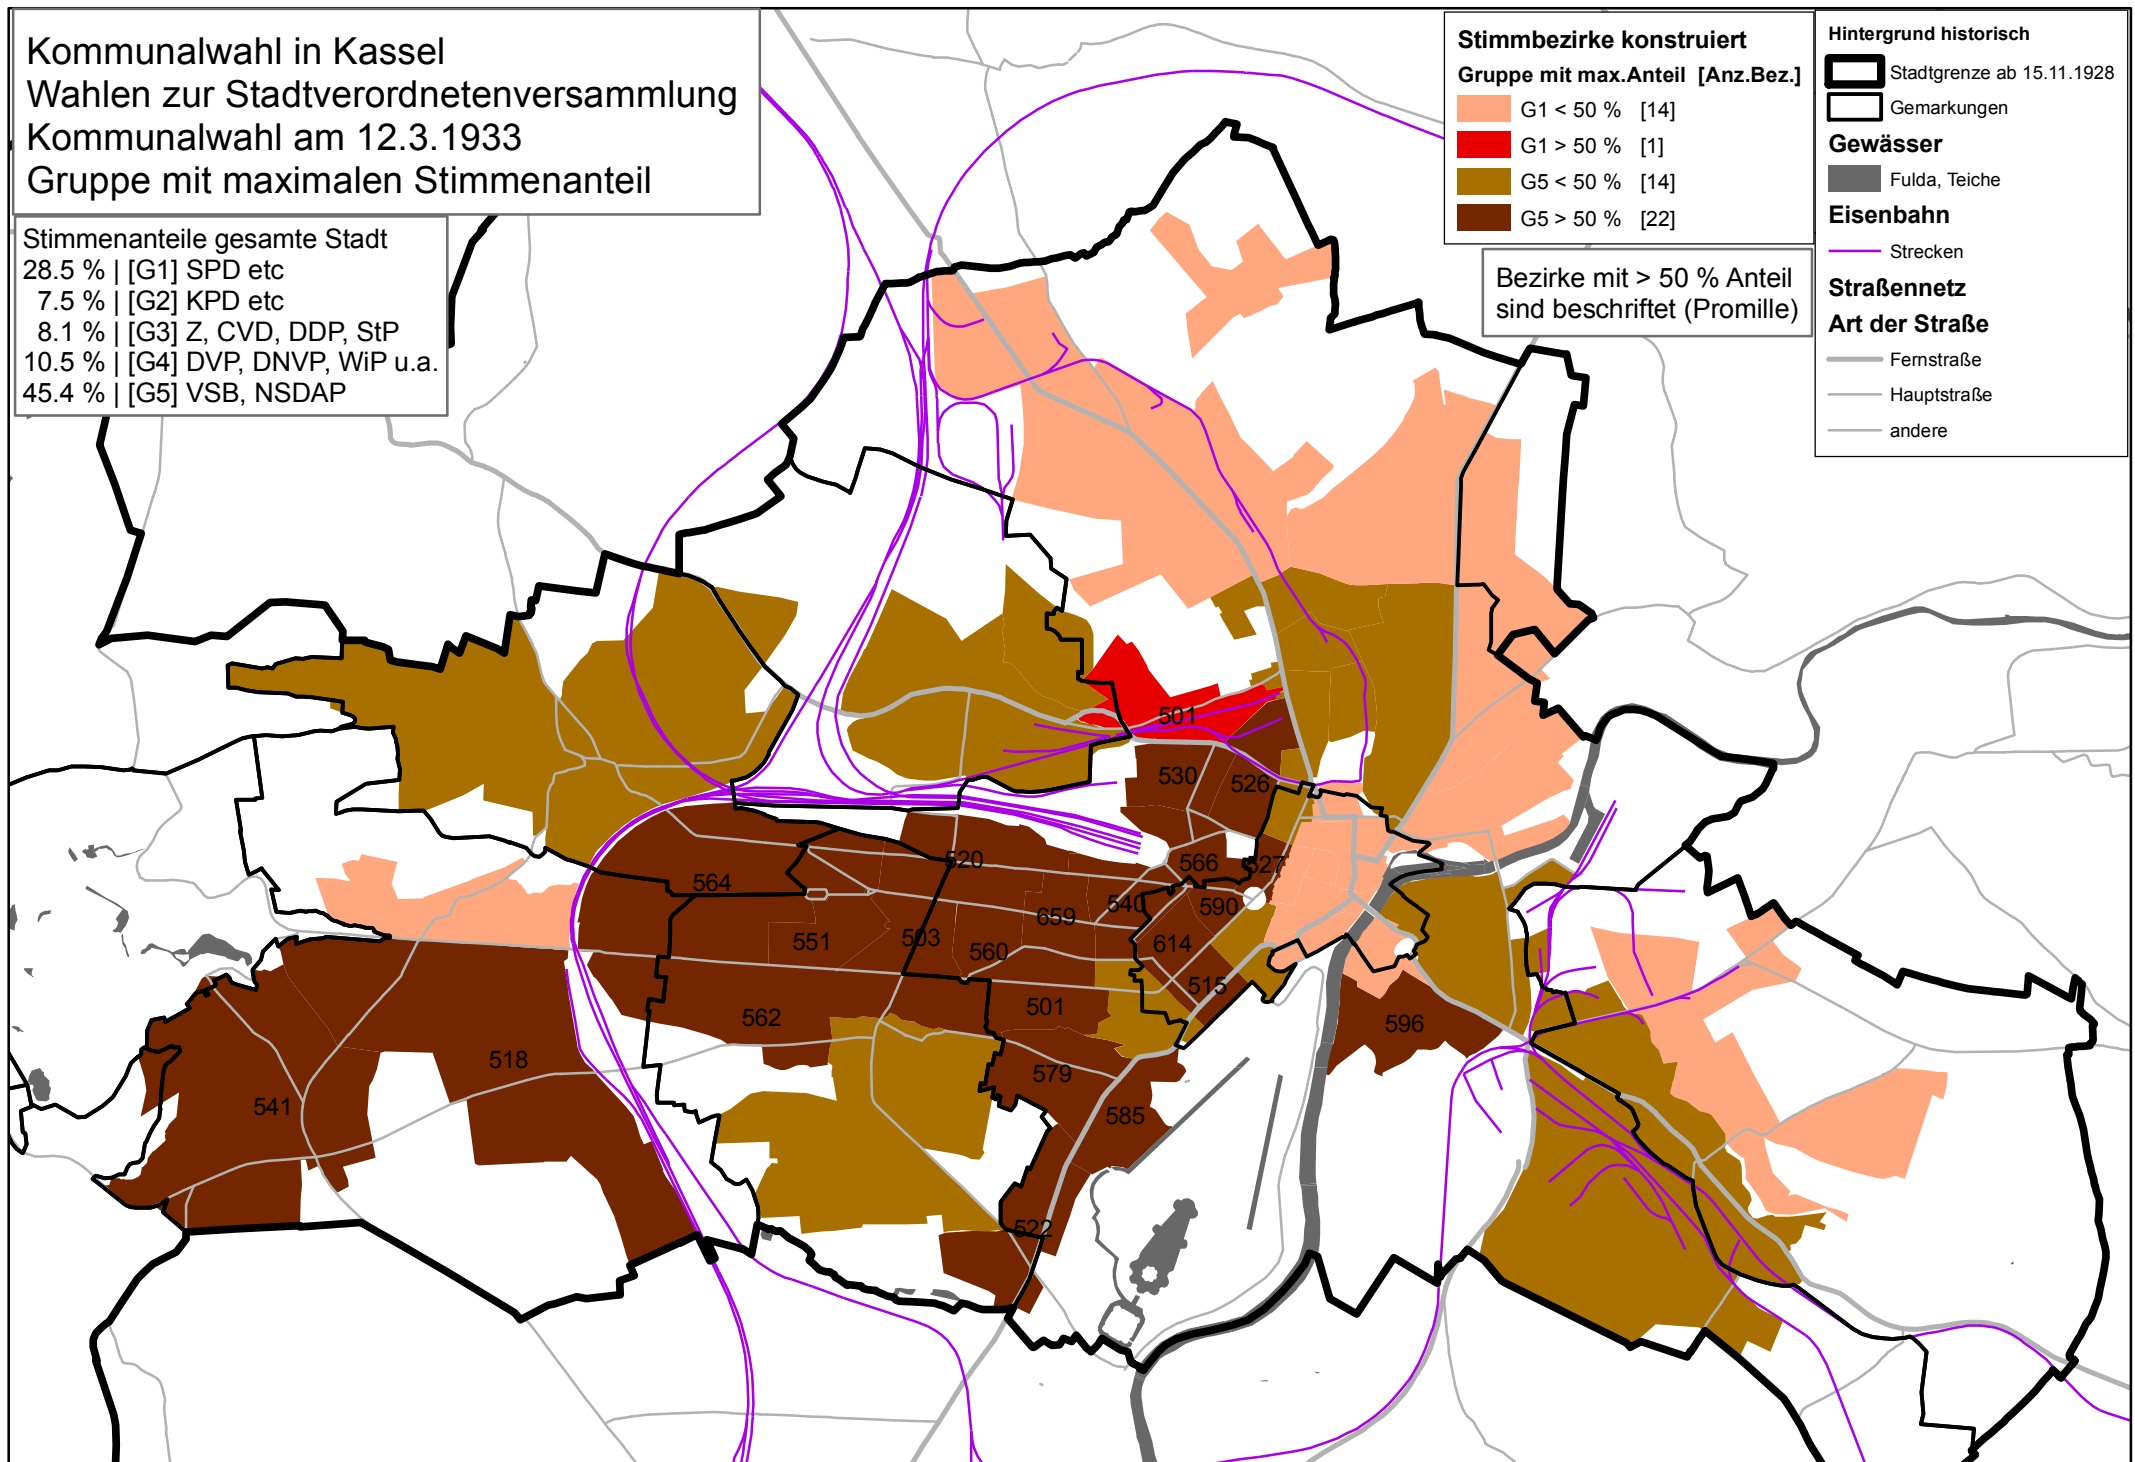 Kommunalwahl in Kassel
Wahlen zur Stadtverordnetenversammlung
Kommunalwahl am 12.3.1933
Gruppe mit maximalen Stimmenanteil
Stimmenanteile gesamte Stadt
28.5 % | [G1] SPD etc
7.5 % | [G2] KPD etc
8.1 % | [G3] Z, CVD, DDP, StP
10.5 % | [G4] DVP, DNVP, WiP u.a.
45.4 % | [G5] VSB, NSDAP
Stimmbezirke konstruiert
Gruppe mit max.Anteil [Anz.Bez.]
G1 < 50 % [14]
G1 > 50 % [1]
G5 < 50 % [14]
G5 > 50 % [22]
Bezirke mit > 50 % Anteil
sind beschriftet (Promille)
Hintergrund historisch
Stadtgrenze ab 15.11.1928
Gemarkungen
Gewässer
Fulda, Teiche
Eisenbahn
Strecken
Straßennetz
Art der Straße
Fernstraße
Hauptstraße
andere
501
530
526
520
566
527
564
540
590
659
551
503
560
614
515
501
562
596
518
579
541
585
522